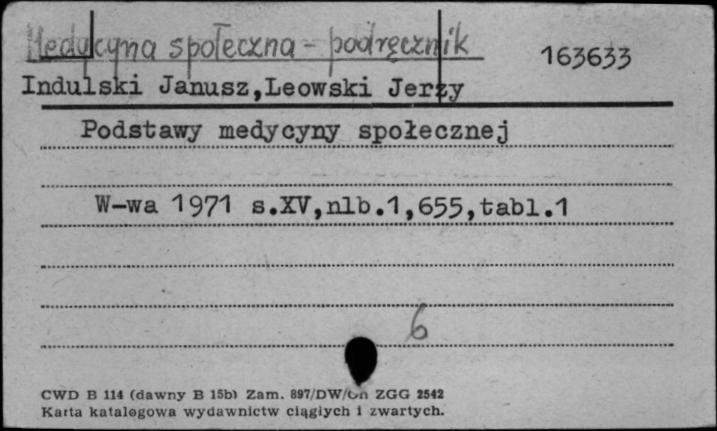 Medycyna społeczna - podręcznik
163633
Indulski Janusz,Leowski Jerzy
Podstawy medycyny społecznej
W-wa 1971 s.XV,nlb.1,655,tabl.1
6
CWD B 114 (dawny B 15b) Zam. 897/DW/ ZGG 2542
Karta katalogowa wydawnictw ciągłych i zwartych.